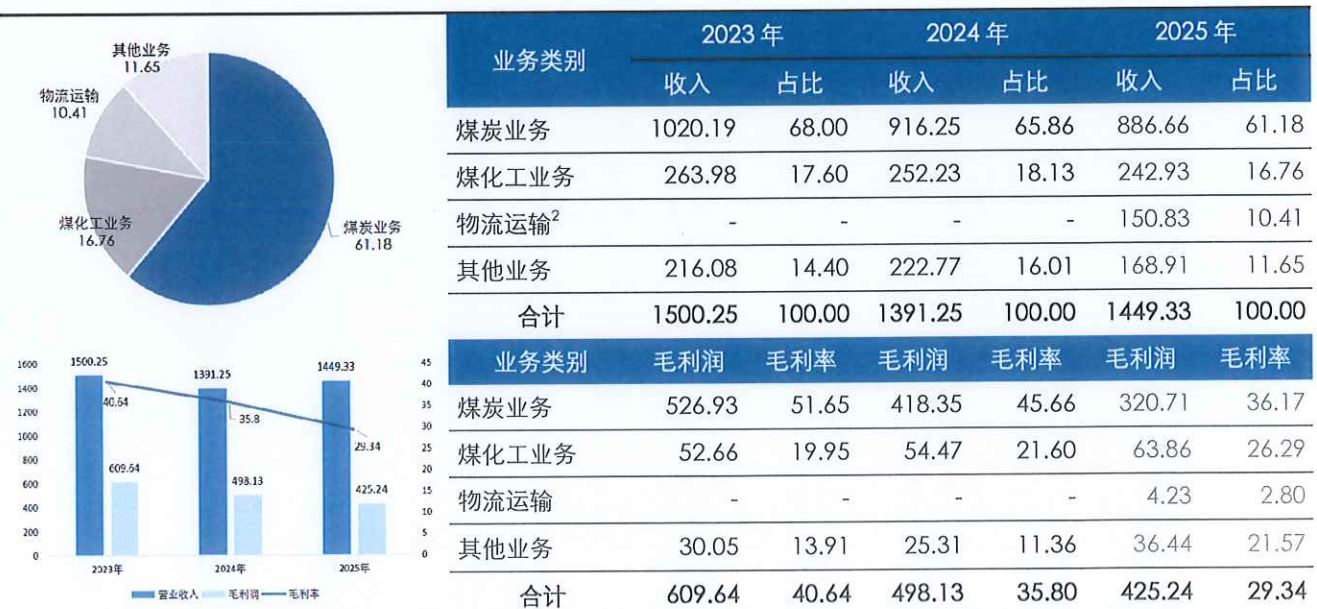 其他业务
11.65
物流运输
10.41
煤化工业务
16.76
煤炭业务
61.18
业务类别 2023年 2024年 2025年
收入 占比 收入 占比 收入 占比
煤炭业务 1020.19 68.00 916.25 65.86 886.66 61.18
煤化工业务 263.98 17.60 252.23 18.13 242.93 16.76
物流运输2 - - - - 150.83 10.41
其他业务 216.08 14.40 222.77 16.01 168.91 11.65
合计 1500.25 100.00 1391.25 100.00 1449.33 100.00
1600
1400
1200
1000
800
600
400
200
0
1500.25
1391.25
1449.33
40.64
35.8
29.34
609.64
498.13
425.24
45
40
35
30
25
20
15
10
5
0
2023年 2024年 2025年
营业收入 毛利润 毛利率
业务类别 毛利润 毛利率 毛利润 毛利率 毛利润 毛利率
煤炭业务 526.93 51.65 418.35 45.66 320.71 36.17
煤化工业务 52.66 19.95 54.47 21.60 63.86 26.29
物流运输 - - - - 4.23 2.80
其他业务 30.05 13.91 25.31 11.36 36.44 21.57
合计 609.64 40.64 498.13 35.80 425.24 29.34